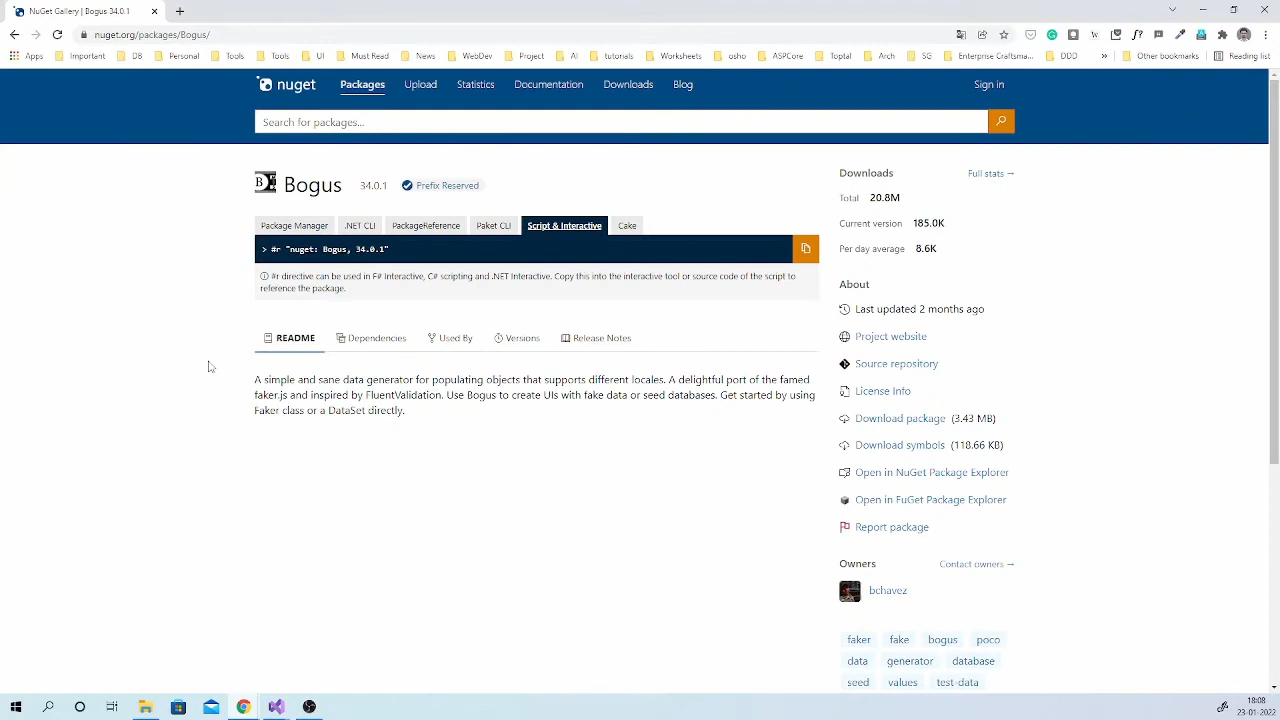 NuGet Gallery | Bogus 34.0.1
nuget.org/packages/Bogus/
Apps Important DB Personal Tools Tools UI Must Read News WebDev Project AI tutorials Worksheets osho ASPCore Toptal Arch SG Enterprise Craftsma... DDD » Other bookmarks Reading list
nuget Packages Upload Statistics Documentation Downloads Blog Sign in
Search for packages...
Bogus 34.0.1 Prefix Reserved
Package Manager .NET CLI PackageReference Paket CLI Script & Interactive Cake
> #r "nuget: Bogus, 34.0.1"
#r directive can be used in F# Interactive, C# scripting and .NET Interactive. Copy this into the interactive tool or source code of the script to
reference the package.
README Dependencies Used By Versions Release Notes
A simple and sane data generator for populating objects that supports different locales. A delightful port of the famed
faker.js and inspired by FluentValidation. Use Bogus to create UIs with fake data or seed databases. Get started by using
Faker class or a DataSet directly.
Downloads Full stats →
Total 20.8M
Current version 185.0K
Per day average 8.6K
About
Last updated 2 months ago
Project website
Source repository
License Info
Download package (3.43 MB)
Download symbols (118.66 KB)
Open in NuGet Package Explorer
Open in FuGet Package Explorer
Report package
Owners Contact owners →
bchavez
faker fake bogus poco
data generator database
seed values test-data
18:08
23-01-2022